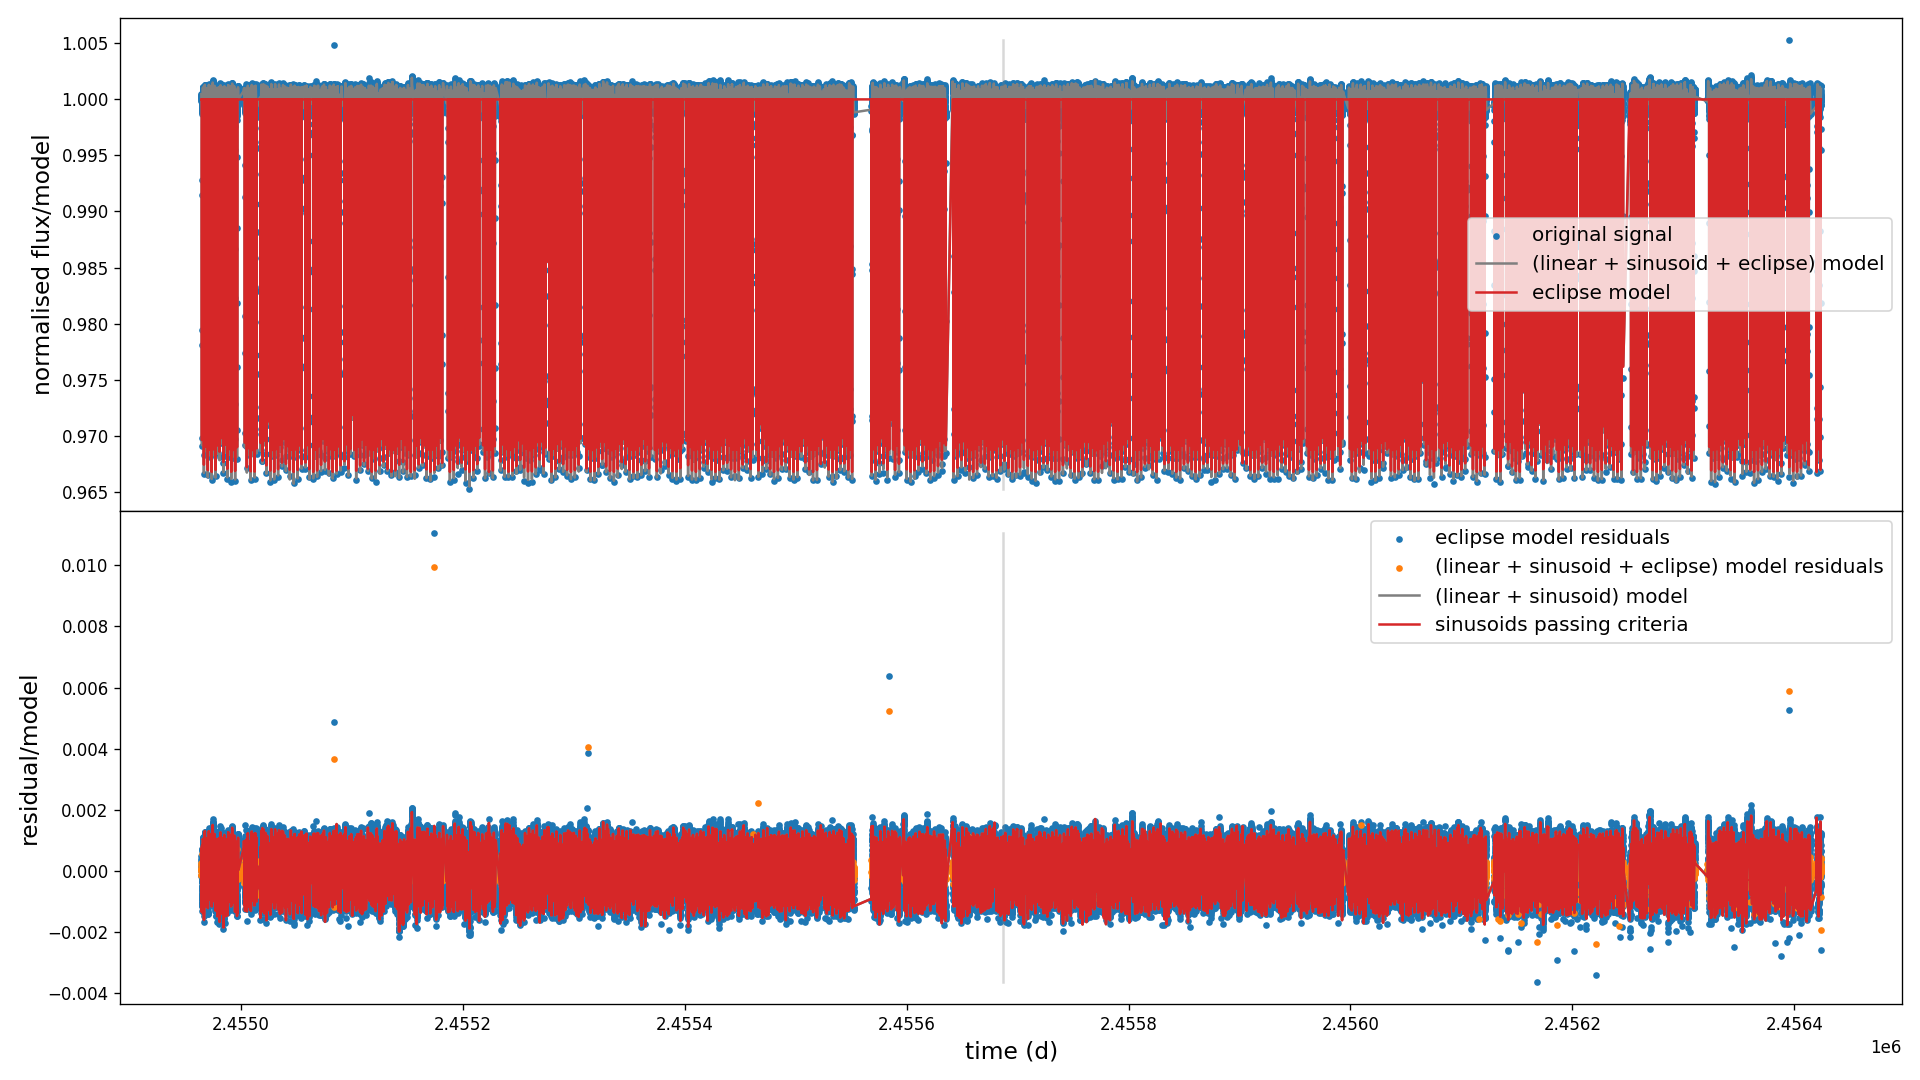 1.005
1.000
0.995
0.990
0.985
0.980
0.975
0.970
0.965
normalised flux/model
original signal
(linear + sinusoid + eclipse) model
eclipse model
0.010
0.008
0.006
0.004
0.002
0.000
−0.002
−0.004
residual/model
eclipse model residuals
(linear + sinusoid + eclipse) model residuals
(linear + sinusoid) model
sinusoids passing criteria
2.4550 2.4552 2.4554 2.4556 2.4558 2.4560 2.4562 2.4564
time (d)
1e6